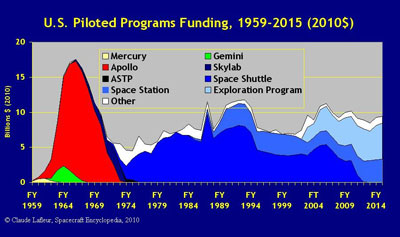 U.S. Piloted Programs Funding, 1959-2015 (2010$)
Billions $ (2010)
20
15
10
5
0
Mercury
Gemini
Apollo
Skylab
ASTP
Space Shuttle
Space Station
Exploration Program
Other
FY FY FY FY FY FY FY FY FY FY FY FY
1959 1964 1969 1974 1979 1984 1989 1994 1999 2004 2009 2014
© Claude Lafleur, Spacecraft Encyclopedia, 2010